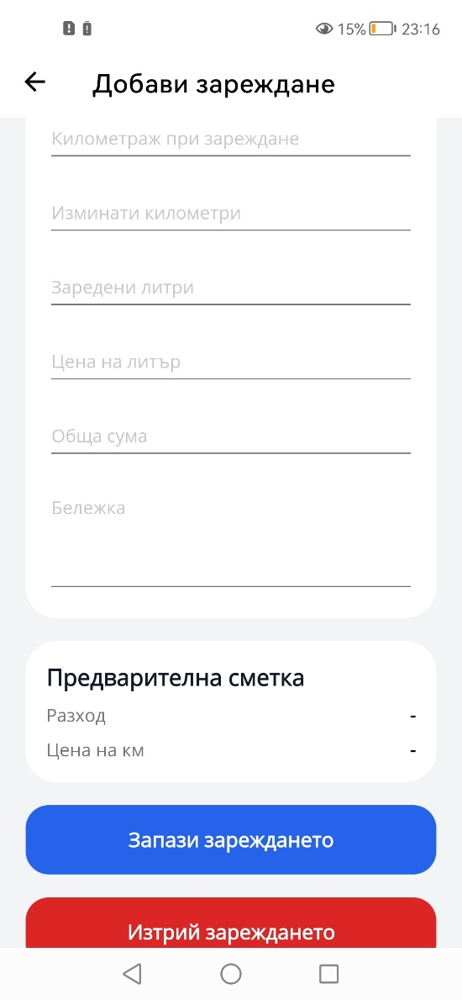 15% 23:16
Добави зареждане
Километраж при зареждане
Изминати километри
Заредени литри
Цена на литър
Обща сума
Бележка
Предварителна сметка
Разход -
Цена на км -
Запази зареждането
Изтрий зареждането